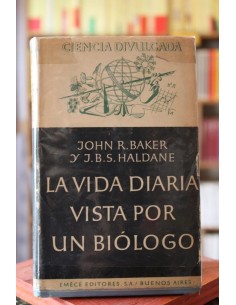 CIENCIA DIVULGADA
JOHN R. BAKER
Y J. B. S. HALDANE
LA VIDA DIARIA
VISTA POR
UN BIÓLOGO
EMECÉ EDITORES, S.A. / BUENOS AIRES